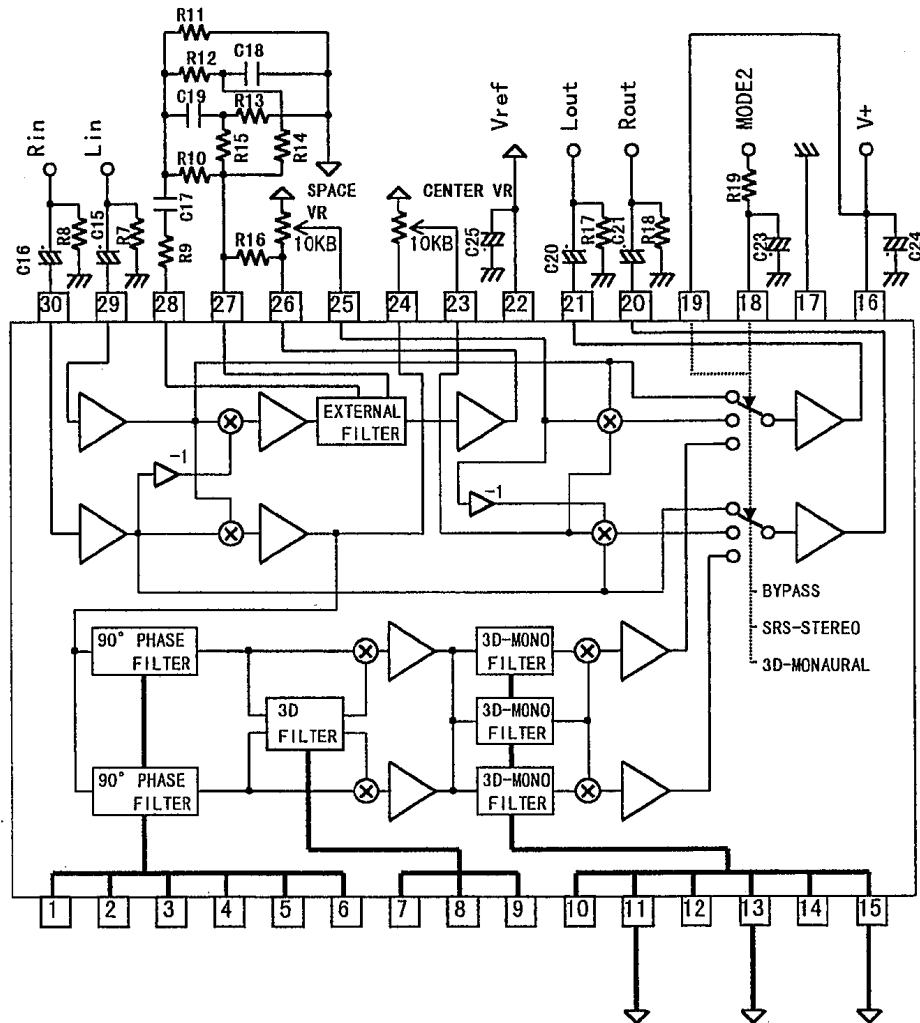 R11
R12
C18
C19
R13
R15
R14
R10
C17
R9
Rin
Lin
C16
R8
C15
R7
R16
SPACE
VR
10KB
CENTER VR
10KB
Vref
C25
Lout
Rout
C20
R17
C21
R18
MODE2
R19
C23
V+
C24
30
29
28
27
26
25
24
23
22
21
20
19
18
17
16
EXTERNAL
FILTER
-1
-1
BYPASS
SRS-STEREO
3D-MONAURAL
90° PHASE
FILTER
3D
FILTER
90° PHASE
FILTER
3D-MONO
FILTER
3D-MONO
FILTER
3D-MONO
FILTER
1
2
3
4
5
6
7
8
9
10
11
12
13
14
15